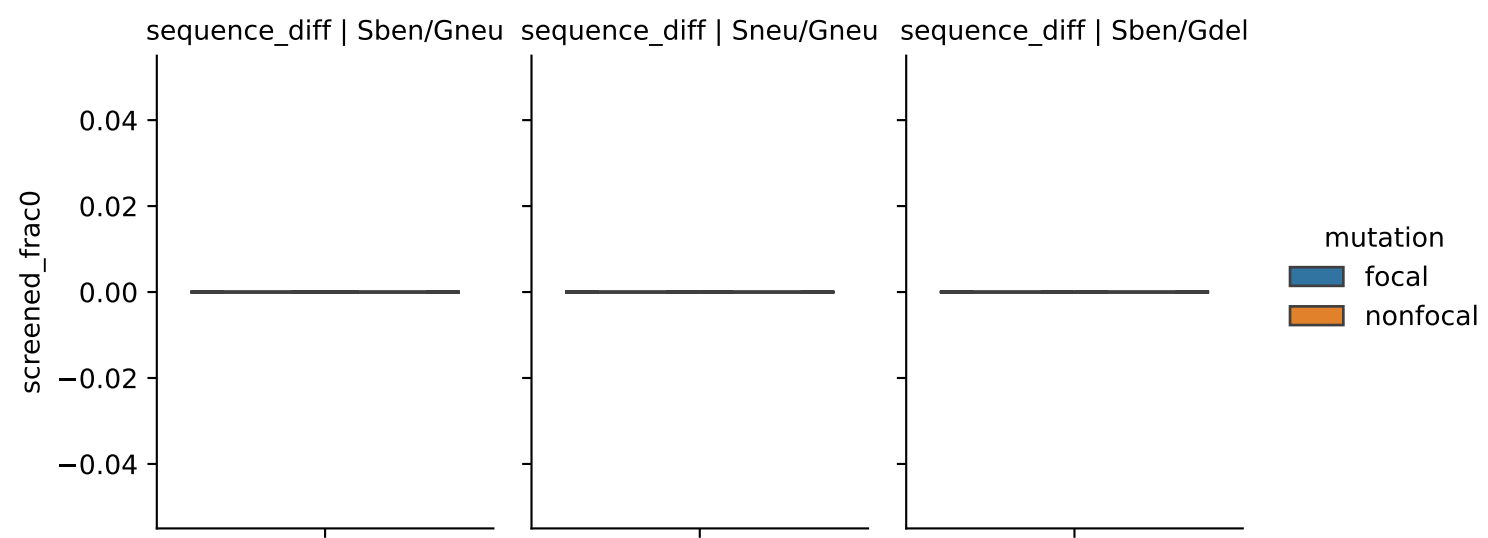 sequence_diff | Sben/Gneu
sequence_diff | Sneu/Gneu
sequence_diff | Sben/Gdel
screened_frac0
0.04
0.02
0.00
−0.02
−0.04
mutation
focal
nonfocal